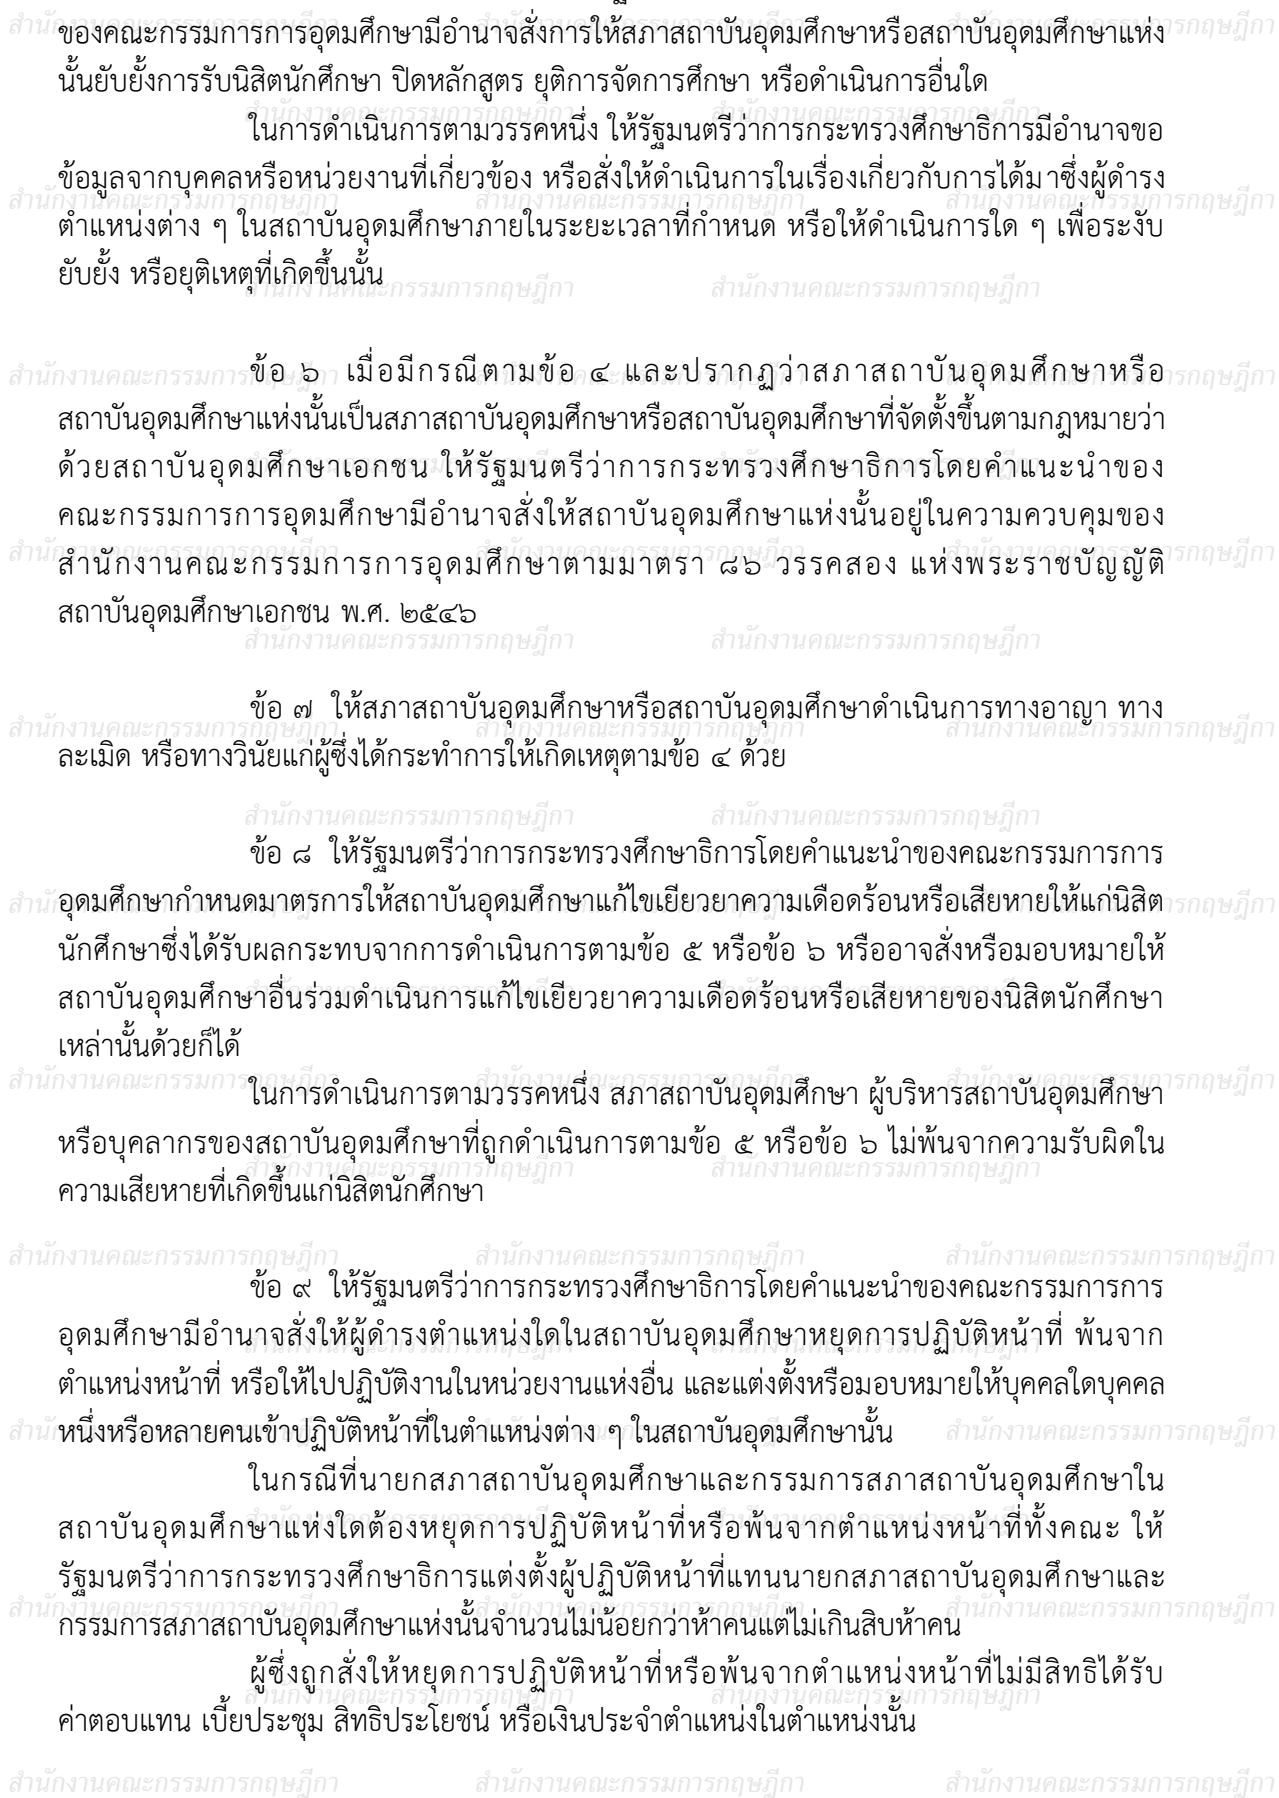 ของคณะกรรมการการอุดมศึกษามีอำนาจสั่งการให้สภาสถาบันอุดมศึกษาหรือสถาบันอุดมศึกษาแห่ง
นั้นยับยั้งการรับนิสิตนักศึกษา ปิดหลักสูตร ยุติการจัดการศึกษา หรือดำเนินการอื่นใด
ในการดำเนินการตามวรรคหนึ่ง ให้รัฐมนตรีว่าการกระทรวงศึกษาธิการมีอำนาจขอ
ข้อมูลจากบุคคลหรือหน่วยงานที่เกี่ยวข้อง หรือสั่งให้ดำเนินการในเรื่องเกี่ยวกับการได้มาซึ่งผู้ดำรง
ตำแหน่งต่าง ๆ ในสถาบันอุดมศึกษาภายในระยะเวลาที่กำหนด หรือให้ดำเนินการใด ๆ เพื่อระงับ
ยับยั้ง หรือยุติเหตุที่เกิดขึ้นนั้น
ข้อ ๖ เมื่อมีกรณีตามข้อ ๔ และปรากฏว่าสภาสถาบันอุดมศึกษาหรือ
สถาบันอุดมศึกษาแห่งนั้นเป็นสภาสถาบันอุดมศึกษาหรือสถาบันอุดมศึกษาที่จัดตั้งขึ้นตามกฎหมายว่า
ด้วยสถาบันอุดมศึกษาเอกชน ให้รัฐมนตรีว่าการกระทรวงศึกษาธิการโดยคำแนะนำของ
คณะกรรมการการอุดมศึกษามีอำนาจสั่งให้สถาบันอุดมศึกษาแห่งนั้นอยู่ในความควบคุมของ
สำนักงานคณะกรรมการการอุดมศึกษาตามมาตรา ๘๖ วรรคสอง แห่งพระราชบัญญัติ
สถาบันอุดมศึกษาเอกชน พ.ศ. ๒๕๔๖
ข้อ ๗ ให้สภาสถาบันอุดมศึกษาหรือสถาบันอุดมศึกษาดำเนินการทางอาญา ทาง
ละเมิด หรือทางวินัยแก่ผู้ซึ่งได้กระทำการให้เกิดเหตุตามข้อ ๔ ด้วย
ข้อ ๘ ให้รัฐมนตรีว่าการกระทรวงศึกษาธิการโดยคำแนะนำของคณะกรรมการการ
อุดมศึกษากำหนดมาตรการให้สถาบันอุดมศึกษาแก้ไขเยียวยาความเดือดร้อนหรือเสียหายให้แก่นิสิต
นักศึกษาซึ่งได้รับผลกระทบจากการดำเนินการตามข้อ ๕ หรือข้อ ๖ หรืออาจสั่งหรือมอบหมายให้
สถาบันอุดมศึกษาอื่นร่วมดำเนินการแก้ไขเยียวยาความเดือดร้อนหรือเสียหายของนิสิตนักศึกษา
เหล่านั้นด้วยก็ได้
ในการดำเนินการตามวรรคหนึ่ง สภาสถาบันอุดมศึกษา ผู้บริหารสถาบันอุดมศึกษา
หรือบุคลากรของสถาบันอุดมศึกษาที่ถูกดำเนินการตามข้อ ๕ หรือข้อ ๖ ไม่พ้นจากความรับผิดใน
ความเสียหายที่เกิดขึ้นแก่นิสิตนักศึกษา
ข้อ ๙ ให้รัฐมนตรีว่าการกระทรวงศึกษาธิการโดยคำแนะนำของคณะกรรมการการ
อุดมศึกษามีอำนาจสั่งให้ผู้ดำรงตำแหน่งใดในสถาบันอุดมศึกษาหยุดการปฏิบัติหน้าที่ พ้นจาก
ตำแหน่งหน้าที่ หรือให้ไปปฏิบัติงานในหน่วยงานแห่งอื่น และแต่งตั้งหรือมอบหมายให้บุคคลใดบุคคล
หนึ่งหรือหลายคนเข้าปฏิบัติหน้าที่ในตำแหน่งต่าง ๆ ในสถาบันอุดมศึกษานั้น
ในกรณีที่นายกสภาสถาบันอุดมศึกษาและกรรมการสภาสถาบันอุดมศึกษาใน
สถาบันอุดมศึกษาแห่งใดต้องหยุดการปฏิบัติหน้าที่หรือพ้นจากตำแหน่งหน้าที่ทั้งคณะ ให้
รัฐมนตรีว่าการกระทรวงศึกษาธิการแต่งตั้งผู้ปฏิบัติหน้าที่แทนนายกสภาสถาบันอุดมศึกษาและ
กรรมการสภาสถาบันอุดมศึกษาแห่งนั้นจำนวนไม่น้อยกว่าห้าคนแต่ไม่เกินสิบห้าคน
ผู้ซึ่งถูกสั่งให้หยุดการปฏิบัติหน้าที่หรือพ้นจากตำแหน่งหน้าที่ไม่มีสิทธิได้รับ
ค่าตอบแทน เบี้ยประชุม สิทธิประโยชน์ หรือเงินประจำตำแหน่งในตำแหน่งนั้น
สำนักงานคณะกรรมการกฤษฎีกา สำนักงานคณะกรรมการกฤษฎีกา สำนักงานคณะกรรมการกฤษฎีกา